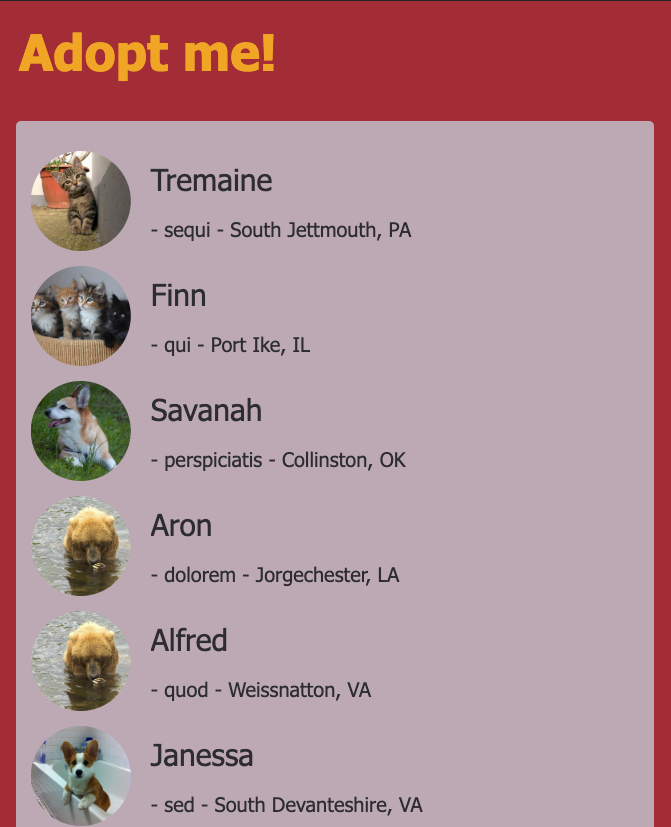 Adopt me!
Tremaine
- sequi - South Jettmouth, PA
Finn
- qui - Port Ike, IL
Savanah
- perspiciatis - Collinston, OK
Aron
- dolorem - Jorgechester, LA
Alfred
- quod - Weissnatton, VA
Janessa
- sed - South Devanteshire, VA